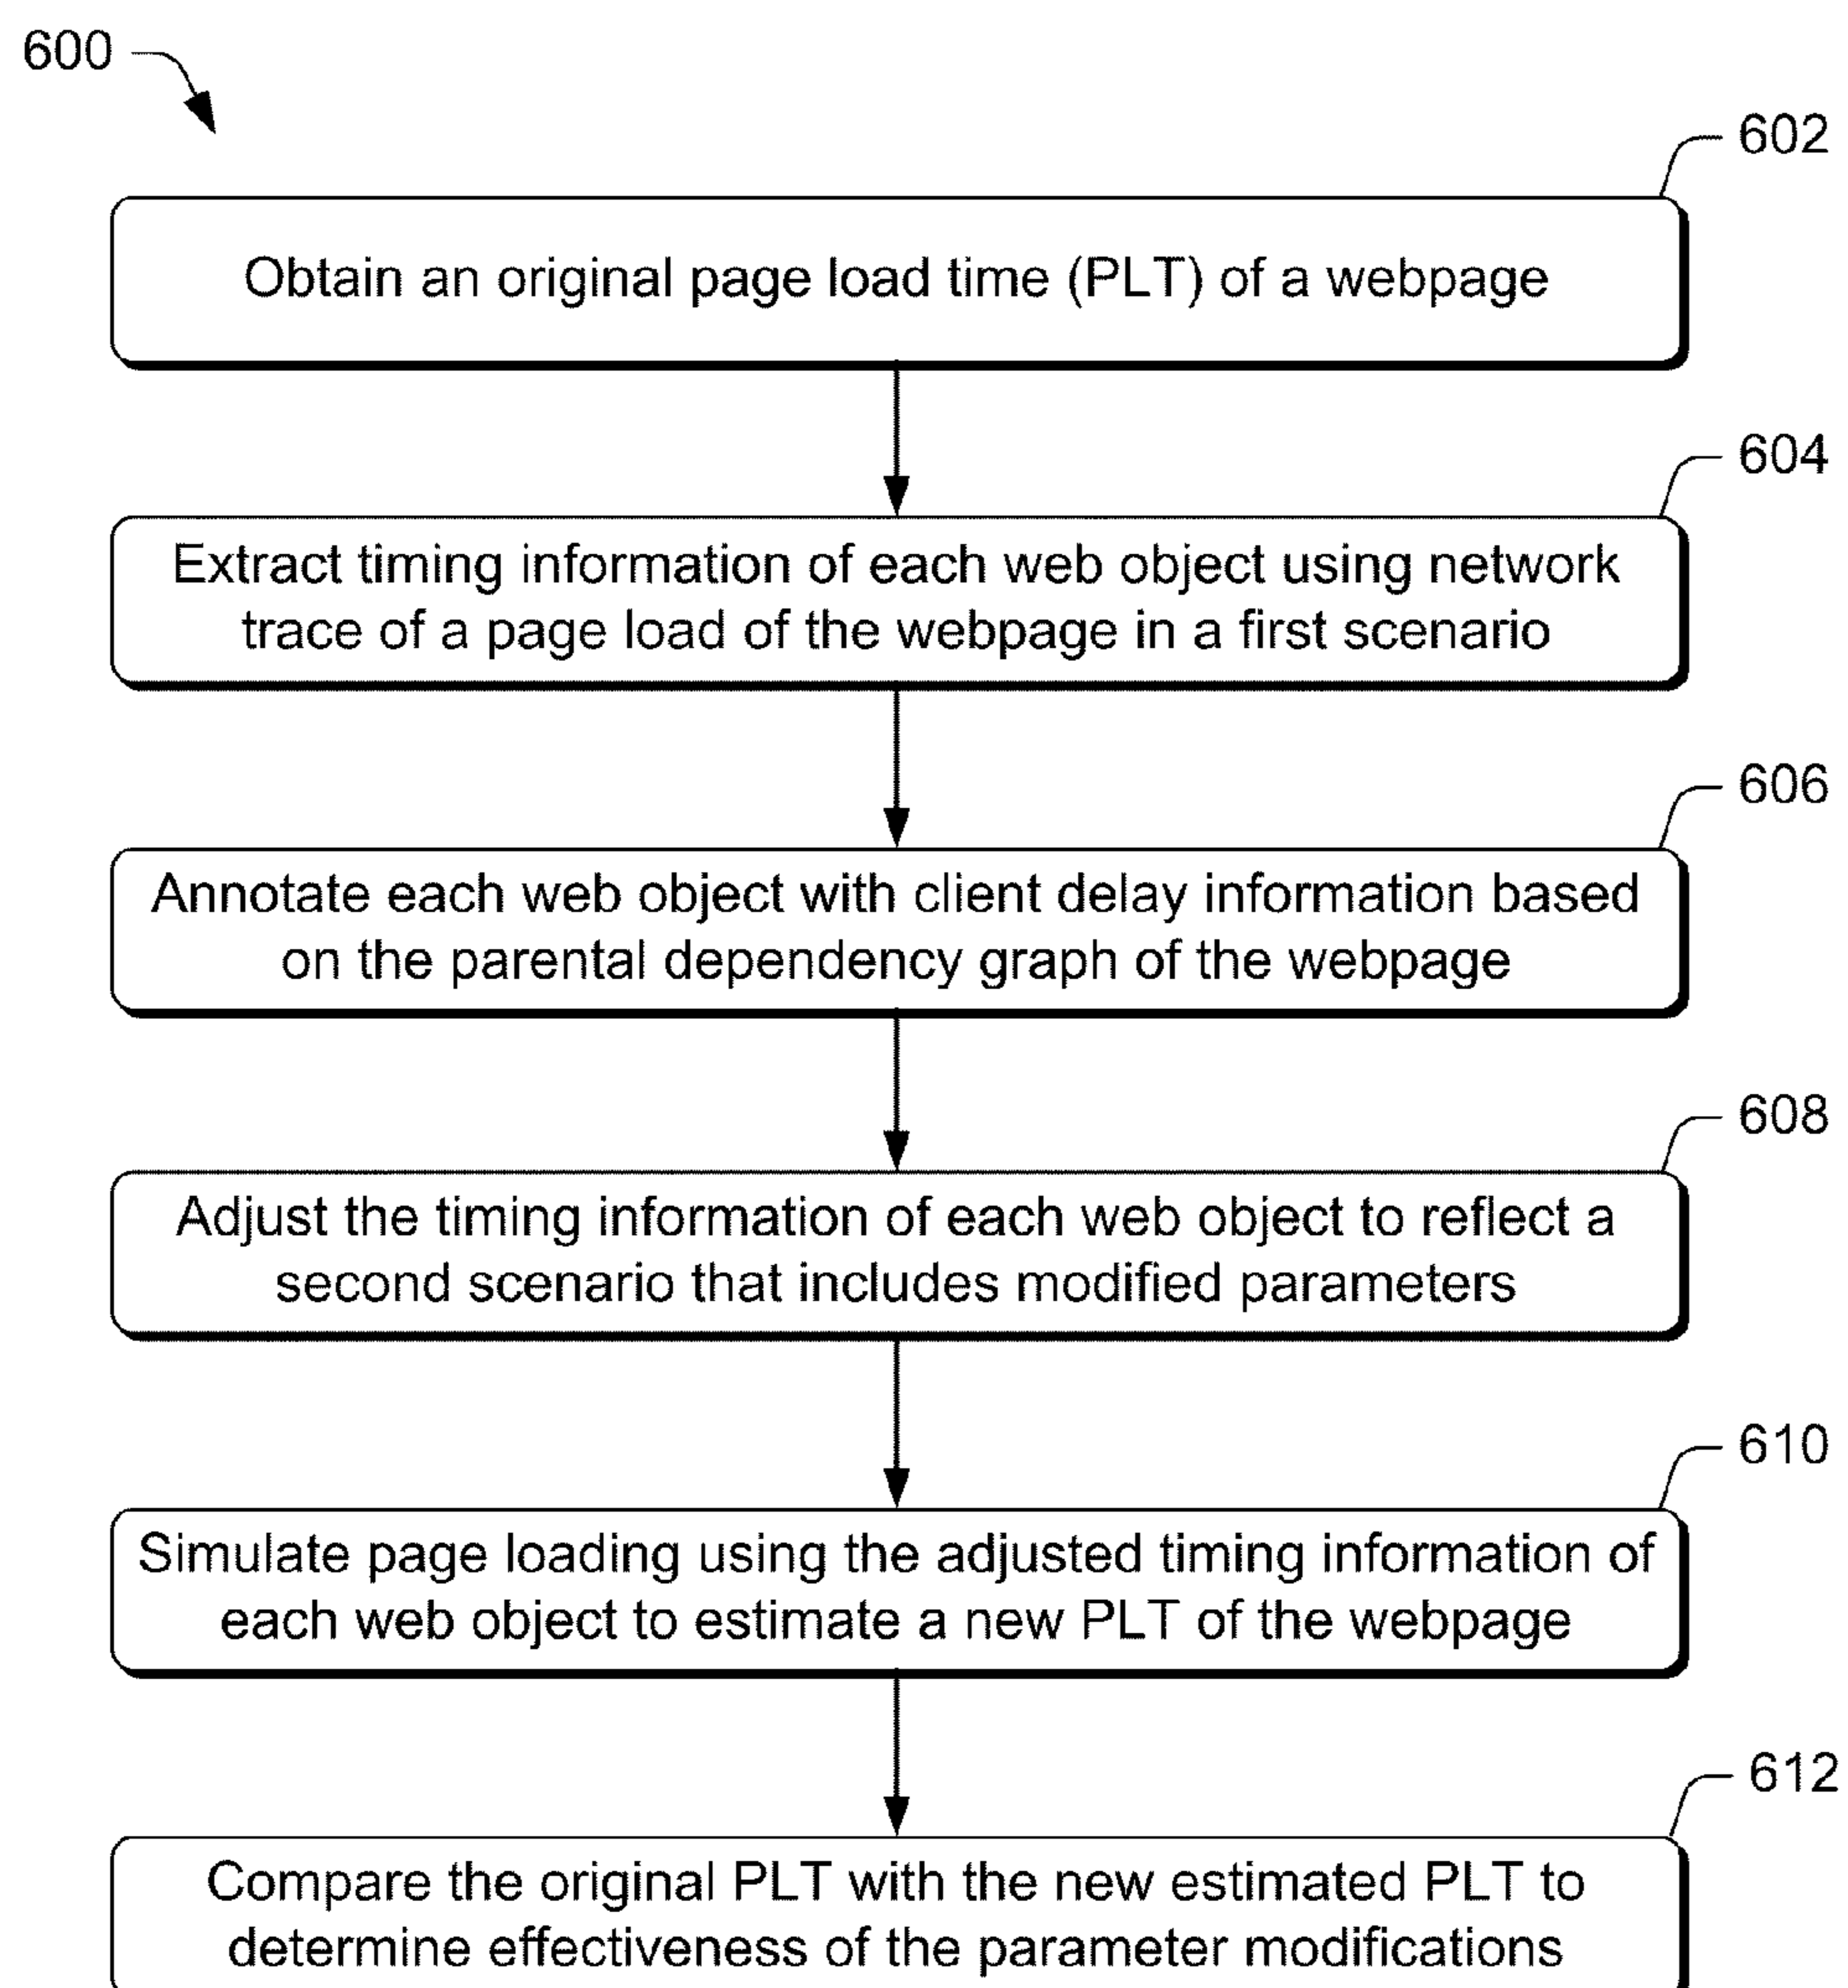 600
602
Obtain an original page load time (PLT) of a webpage
604
Extract timing information of each web object using network
trace of a page load of the webpage in a first scenario
606
Annotate each web object with client delay information based
on the parental dependency graph of the webpage
608
Adjust the timing information of each web object to reflect a
second scenario that includes modified parameters
610
Simulate page loading using the adjusted timing information of
each web object to estimate a new PLT of the webpage
612
Compare the original PLT with the new estimated PLT to
determine effectiveness of the parameter modifications